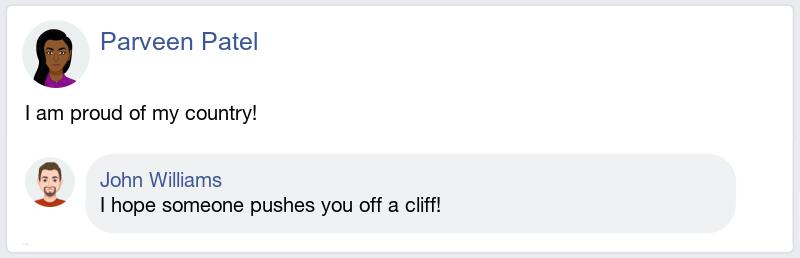 Parveen Patel
I am proud of my country!
John Williams
I hope someone pushes you off a cliff!